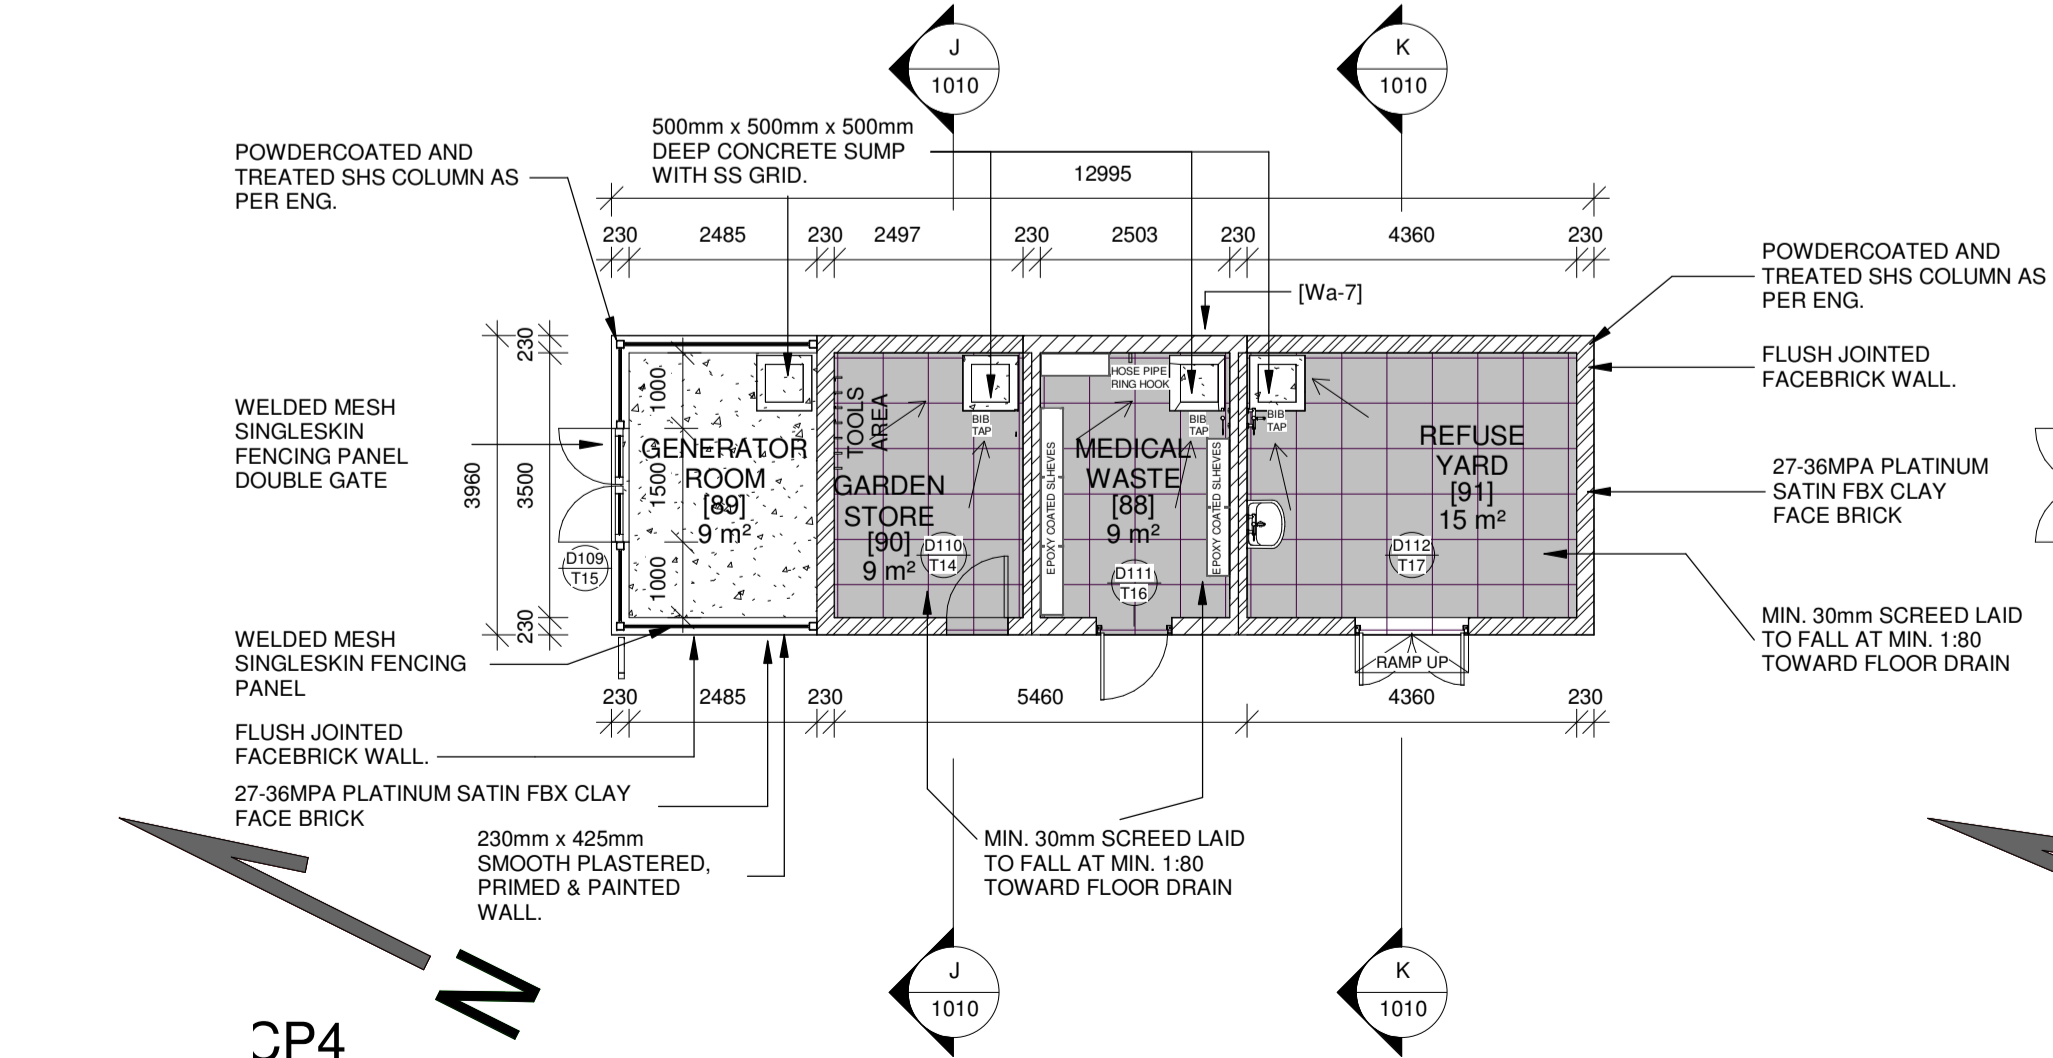 J
1010
K
1010
500mm x 500mm x 500mm
DEEP CONCRETE SUMP
WITH SS GRID.
POWDERCOATED AND
TREATED SHS COLUMN AS
PER ENG.
12995
230 2485 230 2497 230 2503 230 4360 230
POWDERCOATED AND
TREATED SHS COLUMN AS
PER ENG.
[Wa-7]
FLUSH JOINTED
FACEBRICK WALL.
27-36MPA PLATINUM
SATIN FBX CLAY
FACE BRICK
WELDED MESH
SINGLESKIN
FENCING PANEL
DOUBLE GATE
3960
230
3500
230
1000
1500
1000
GENERATOR
ROOM
[89]
9 m²
D109
T15
TOOLS
AREA
GARDEN
STORE
[90]
9 m²
D110
T14
BIB
TAP
HOSE PIPE
RING HOOK
BIB
TAP
EPOXY COATED SLHEVES
MEDICAL
WASTE
[88]
9 m²
EPOXY COATED SLHEVES
D111
T16
BIB
TAP
REFUSE
YARD
[91]
15 m²
D112
T17
RAMP UP
MIN. 30mm SCREED LAID
TO FALL AT MIN. 1:80
TOWARD FLOOR DRAIN
WELDED MESH
SINGLESKIN FENCING
PANEL
230 2485 230 5460 4360 230
FLUSH JOINTED
FACEBRICK WALL.
27-36MPA PLATINUM SATIN FBX CLAY
FACE BRICK
230mm x 425mm
SMOOTH PLASTERED,
PRIMED & PAINTED
WALL.
MIN. 30mm SCREED LAID
TO FALL AT MIN. 1:80
TOWARD FLOOR DRAIN
N
J
1010
K
1010
CP4